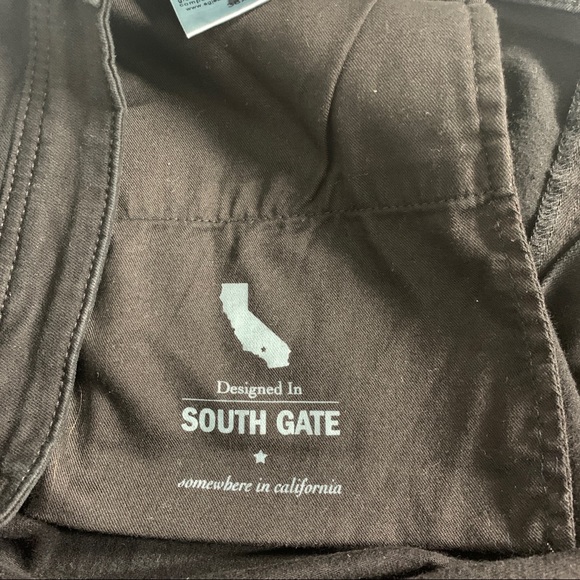 Designed In
SOUTH GATE
somewhere in california